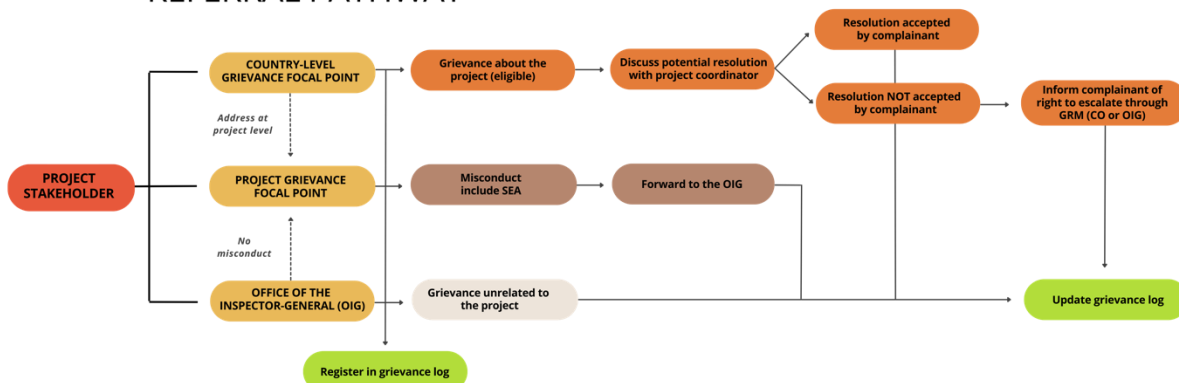 REFERRAL PATHWAY
Resolution accepted
by complainant
COUNTRY-LEVEL
GRIEVANCE FOCAL POINT
Grievance about the
project (eligible)
Discuss potential resolution
with project coordinator
Resolution NOT accepted
by complainant
Inform complainant of
right to escalate through
GRM (CO or OIG)
Address at
project level
PROJECT
STAKEHOLDER
PROJECT GRIEVANCE
FOCAL POINT
Misconduct
include SEA
Forward to the OIG
No
misconduct
OFFICE OF THE
INSPECTOR-GENERAL (OIG)
Grievance unrelated to
the project
Update grievance log
Register in grievance log